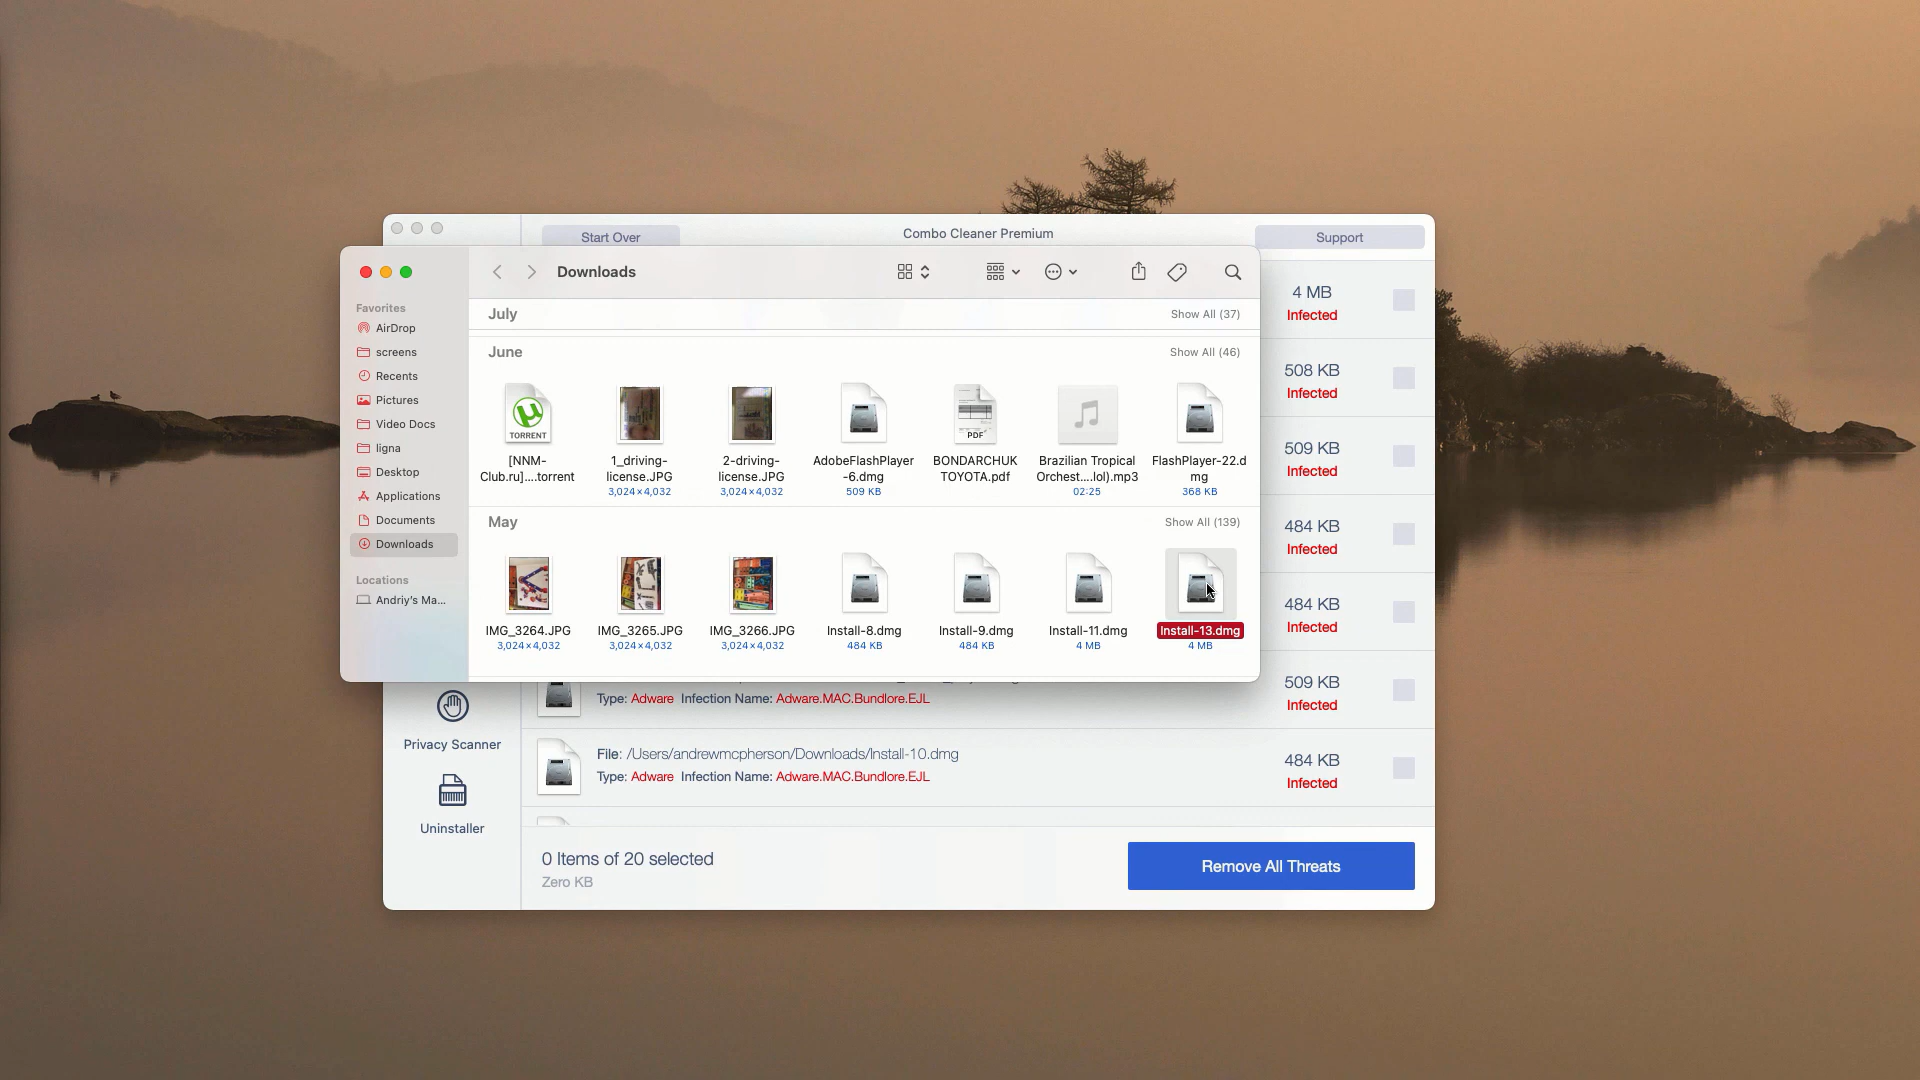 Start Over
Combo Cleaner Premium
Support
Downloads
Favorites
AirDrop
screens
Recents
Pictures
Video Docs
ligna
Desktop
Applications
Documents
Downloads
Locations
Andriy's Ma...
July
Show All (37)
June
Show All (46)
TORRENT
PDF
[NNM-
Club.ru]....torrent
1_driving-
license.JPG
3,024×4,032
2-driving-
license.JPG
3,024×4,032
AdobeFlashPlayer
-6.dmg
509 KB
BONDARCHUK
TOYOTA.pdf
Brazilian Tropical
Orchest....lol).mp3
02:25
FlashPlayer-22.d
mg
368 KB
May
Show All (139)
IMG_3264.JPG
3,024×4,032
IMG_3265.JPG
3,024×4,032
IMG_3266.JPG
3,024×4,032
Install-8.dmg
484 KB
Install-9.dmg
484 KB
Install-11.dmg
4 MB
Install-13.dmg
4 MB
4 MB
Infected
508 KB
Infected
509 KB
Infected
484 KB
Infected
484 KB
Infected
Type: Adware Infection Name: Adware.MAC.Bundlore.EJL
509 KB
Infected
File: /Users/andrewmcpherson/Downloads/Install-10.dmg
Type: Adware Infection Name: Adware.MAC.Bundlore.EJL
484 KB
Infected
Privacy Scanner
Uninstaller
0 Items of 20 selected
Zero KB
Remove All Threats